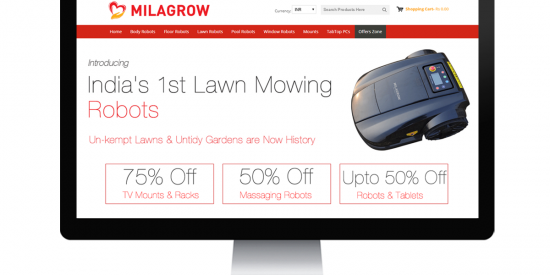 MILAGROW
Currency: INR Search Products Here Shopping Cart:
Home Body Robots Floor Robots Lawn Robots Pool Robots Window Robots Mounts TabTop PCs Offers Zone
Introducing
India's 1st Lawn Mowing
Robots
Un-kempt Lawns & Untidy Gardens are Now History
75% Off
TV Mounts & Racks
50% Off
Massaging Robots
Upto 50% Off
Robots & Tablets